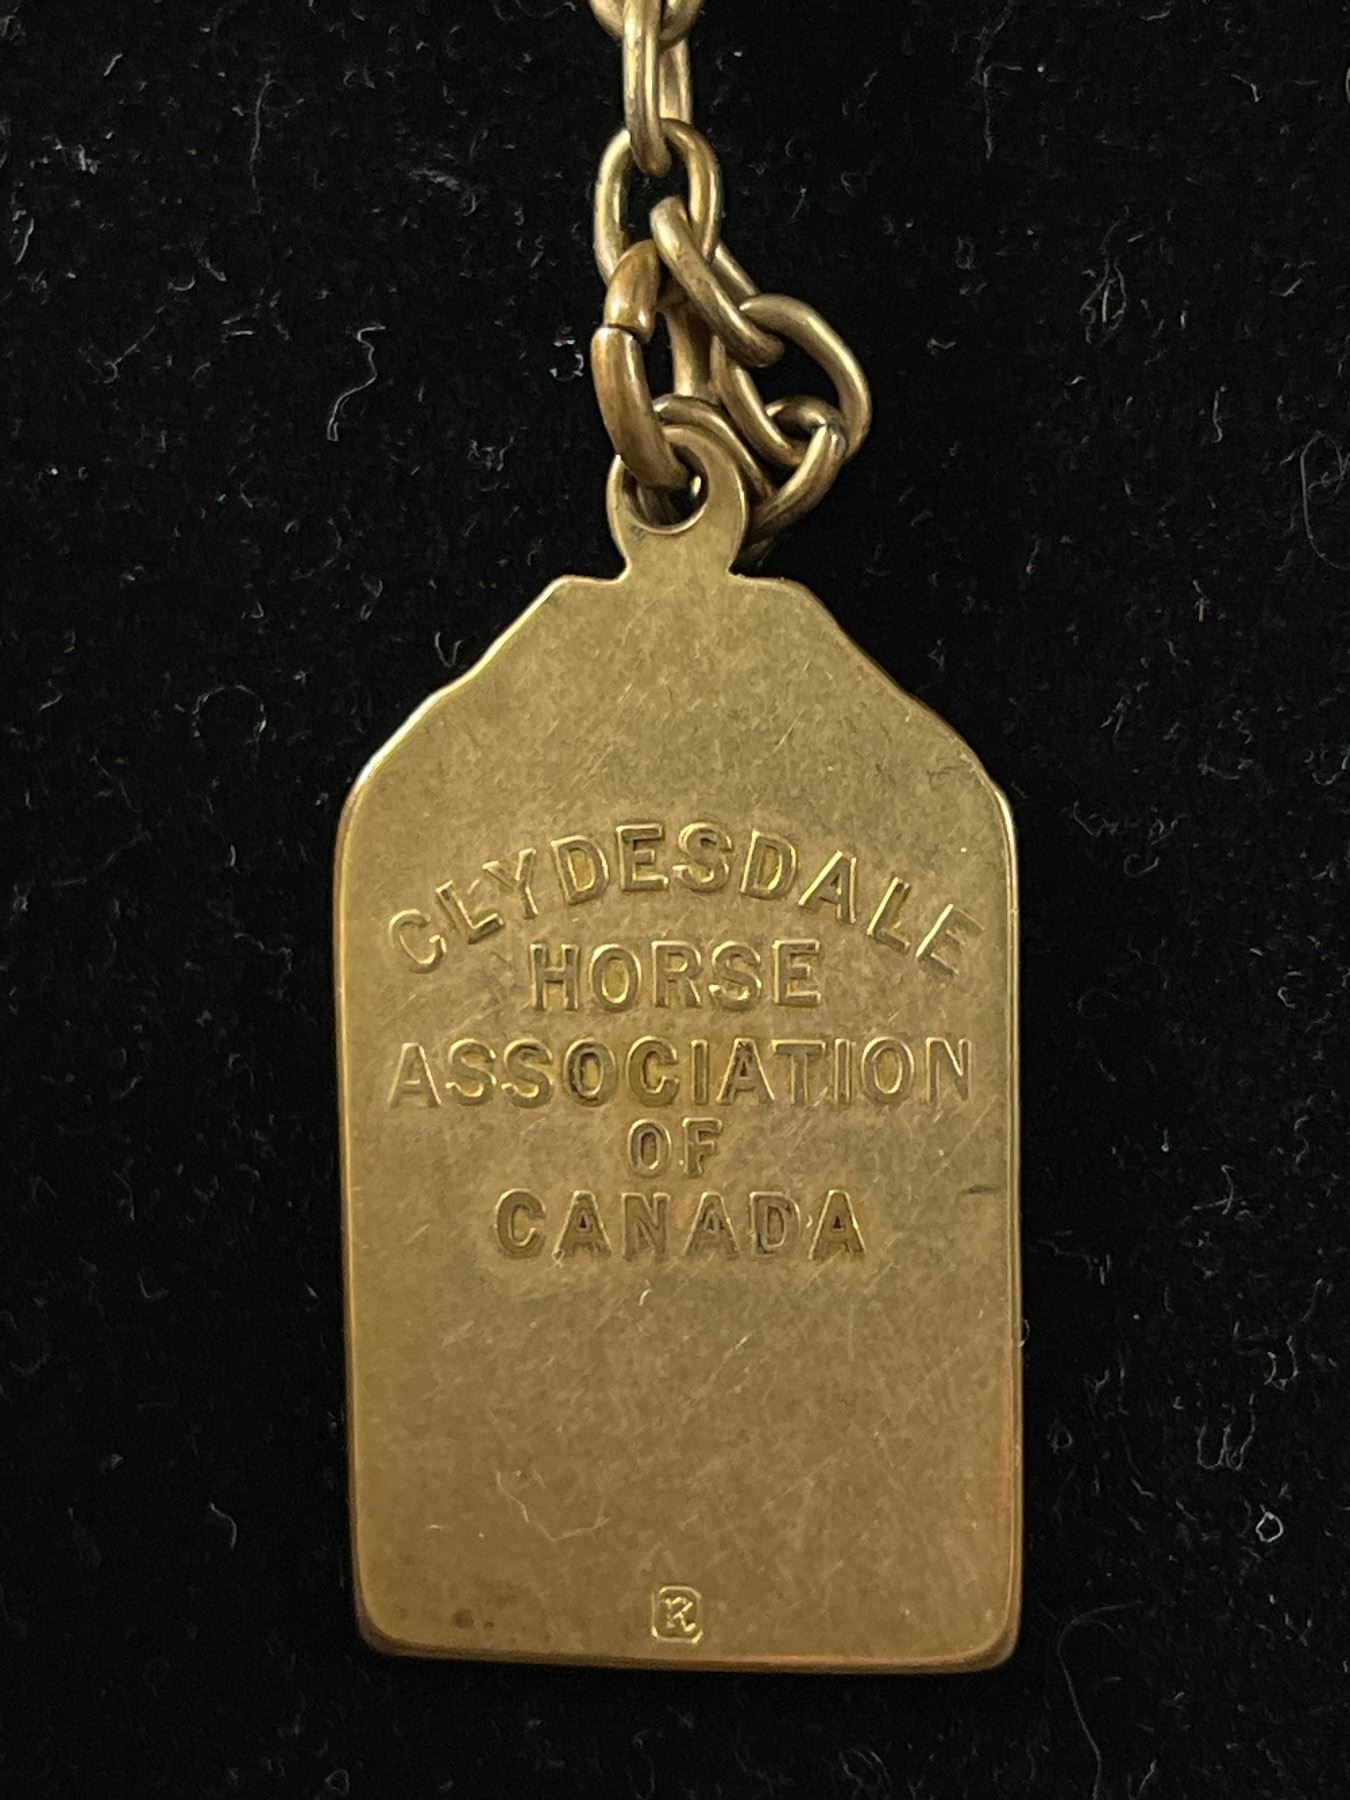 CLYDESDALE
HORSE
ASSOCIATION
OF
CANADA
R